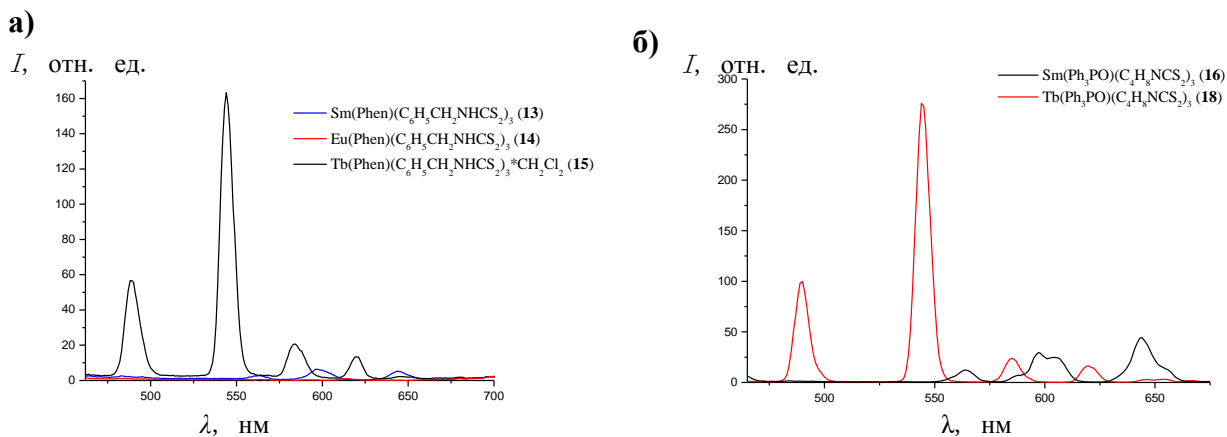 а)
I, отн. ед.
160
140
120
100
80
60
40
20
0
500
550
600
650
700
λ, нм
Sm(Phen)(C₆H₅CH₂NHCS₂)₃ (13)
Eu(Phen)(C₆H₅CH₂NHCS₂)₃ (14)
Tb(Phen)(C₆H₅CH₂NHCS₂)₃*CH₂Cl₂ (15)
б)
I, отн. ед.
300
250
200
150
100
50
0
500
550
600
650
λ, нм
Sm(Ph₃PO)(C₄H₈NCS₂)₃ (16)
Tb(Ph₃PO)(C₄H₈NCS₂)₃ (18)